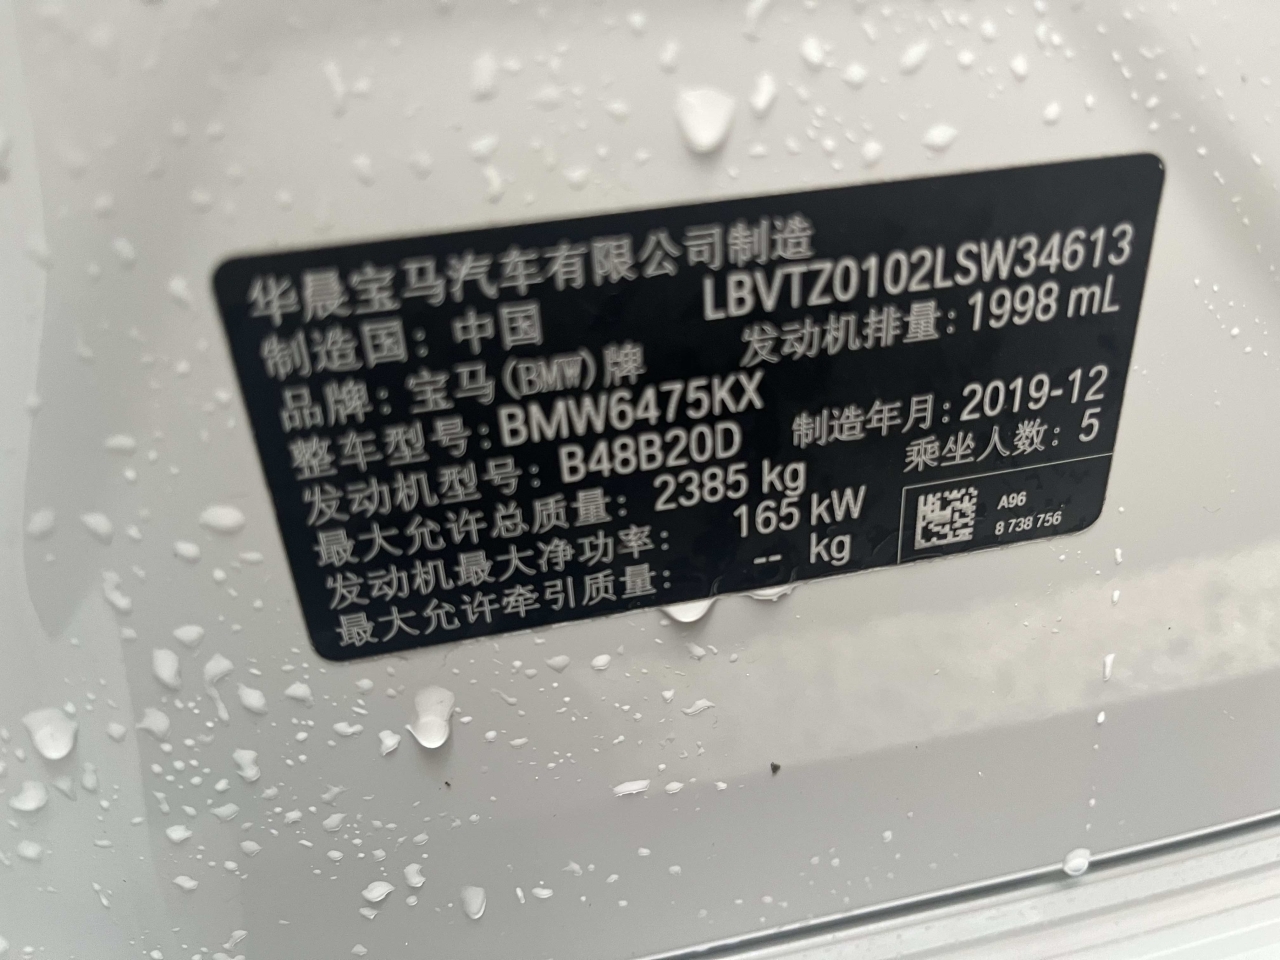 华晨宝马汽车有限公司制造
LBVTZ0102LSW34613
制造国：中国
发动机排量：1998 mL
品牌：宝马(BMW)牌
整车型号：BMW6475KX
制造年月：2019-12
发动机型号：B48B20D
乘坐人数：5
最大允许总质量：2385 kg
发动机最大净功率：165 kW
最大允许牵引质量：-- kg
A96
8 738 756